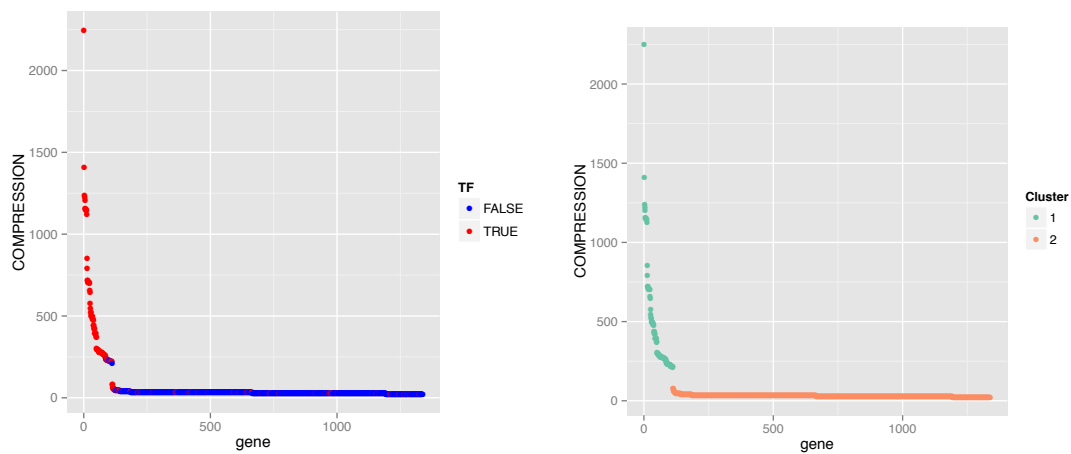 2000
1500
1000
500
0
COMPRESSION
0
500
1000
gene
TF
FALSE
TRUE
2000
1500
1000
500
0
COMPRESSION
0
500
1000
gene
Cluster
1
2